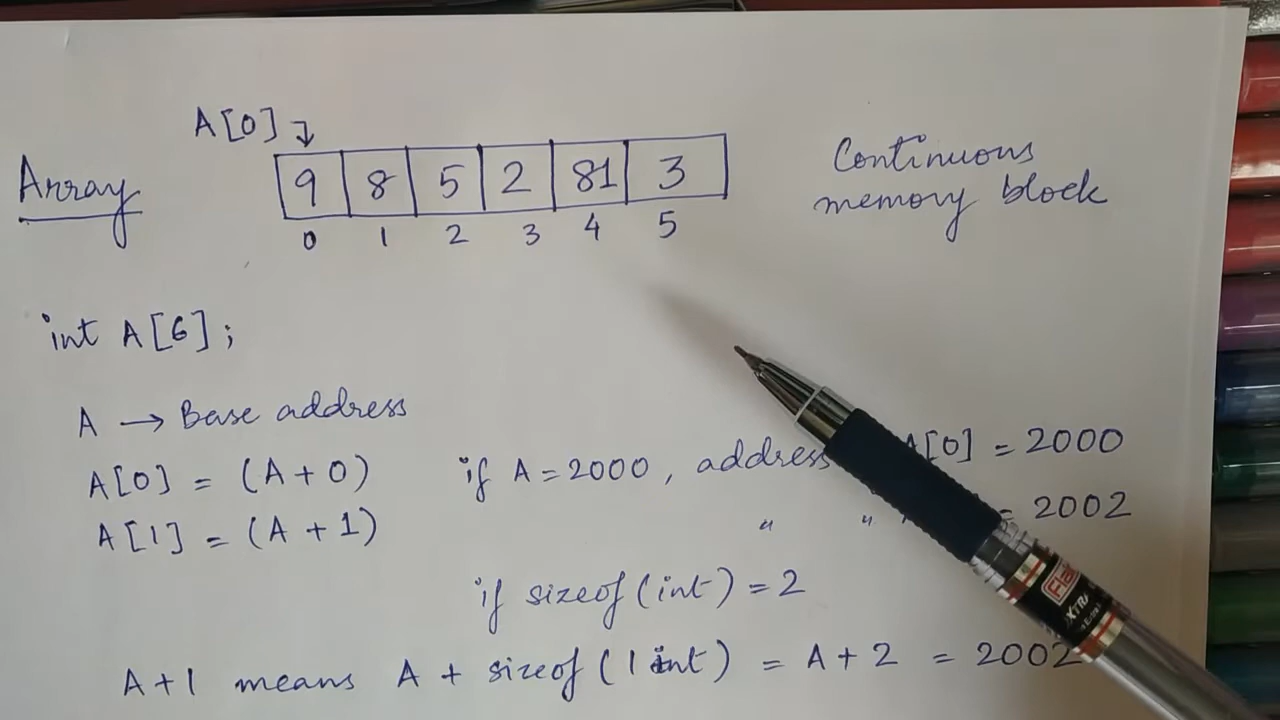 A[0]
Array
9 8 5 2 81 3
0 1 2 3 4 5
Continuous
memory block
int A[6];
A → Base address
A[0] = (A + 0)
if A = 2000, address A[0] = 2000
A[1] = (A + 1)
" " = 2002
if sizeof(int) = 2
A+1 means A + sizeof(1 int) = A+2 = 2002
Fla
XTR